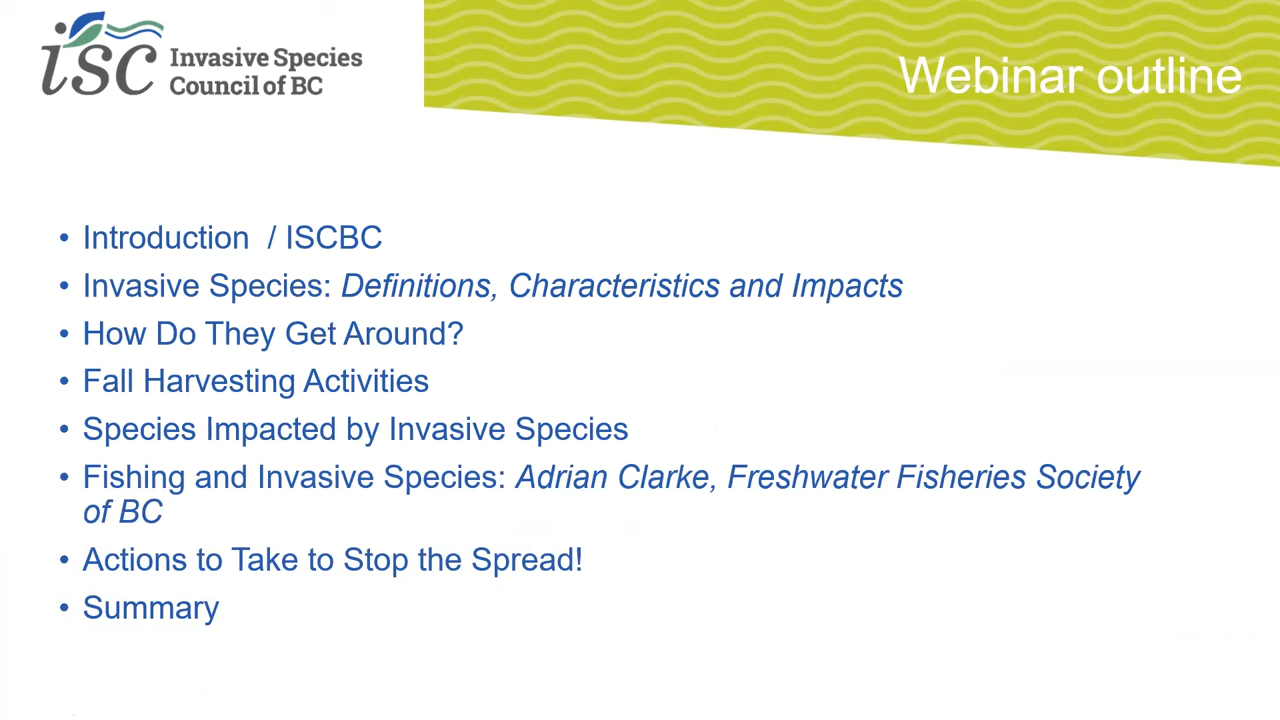 isc Invasive Species
Council of BC
Webinar outline
• Introduction / ISCBC
• Invasive Species: Definitions, Characteristics and Impacts
• How Do They Get Around?
• Fall Harvesting Activities
• Species Impacted by Invasive Species
• Fishing and Invasive Species: Adrian Clarke, Freshwater Fisheries Society
of BC
• Actions to Take to Stop the Spread!
• Summary